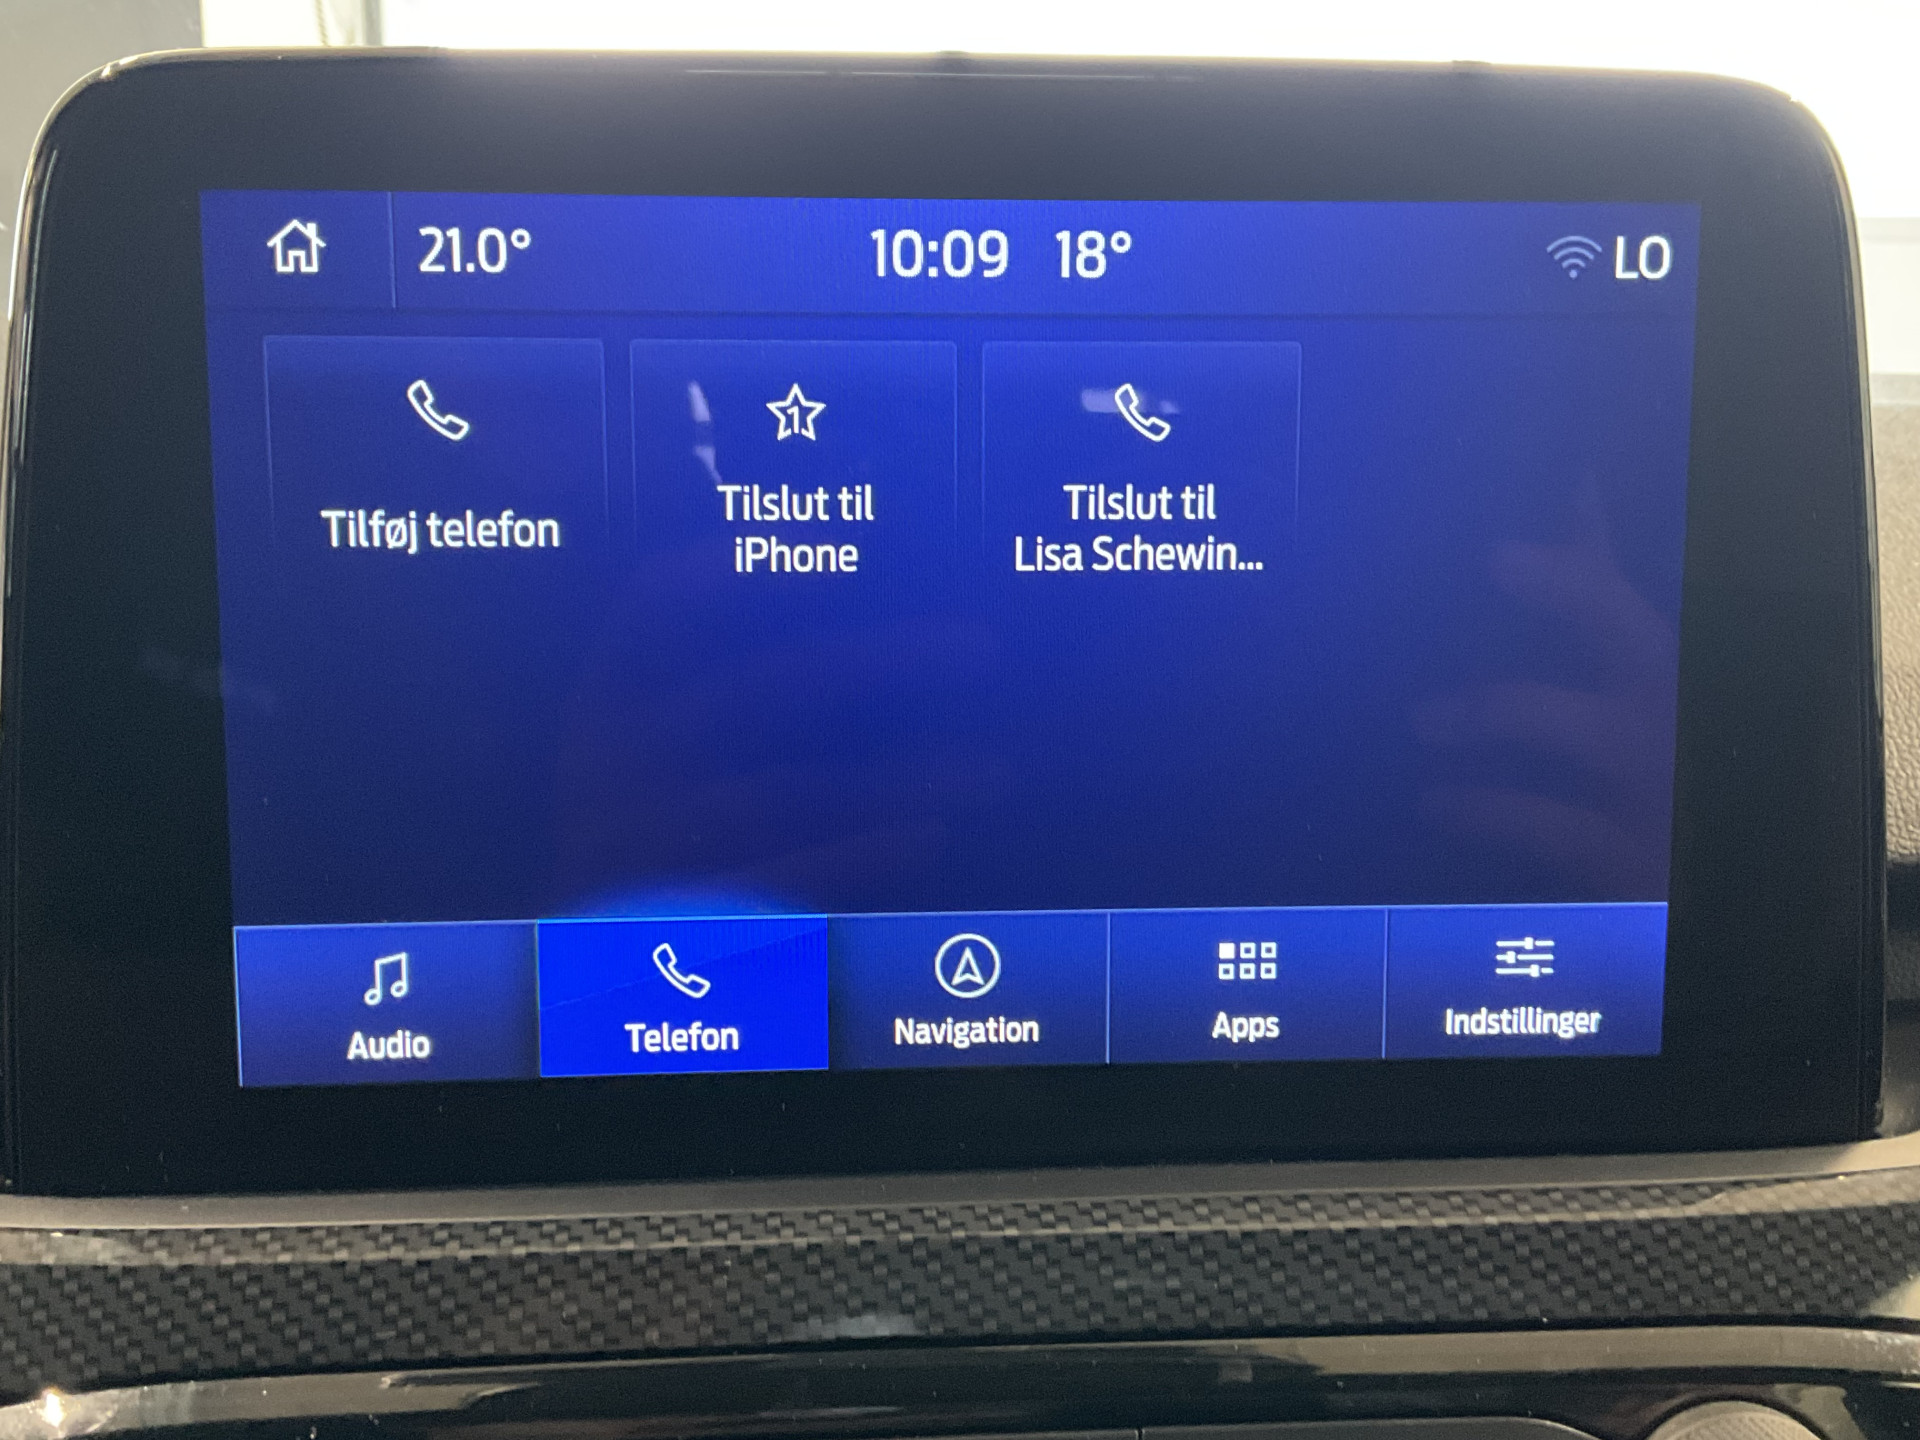 21.0°
10:09 18°
LO
Tilføj telefon
1
Tilslut til
iPhone
Tilslut til
Lisa Schewin...
Audio
Telefon
Navigation
Apps
Indstillinger